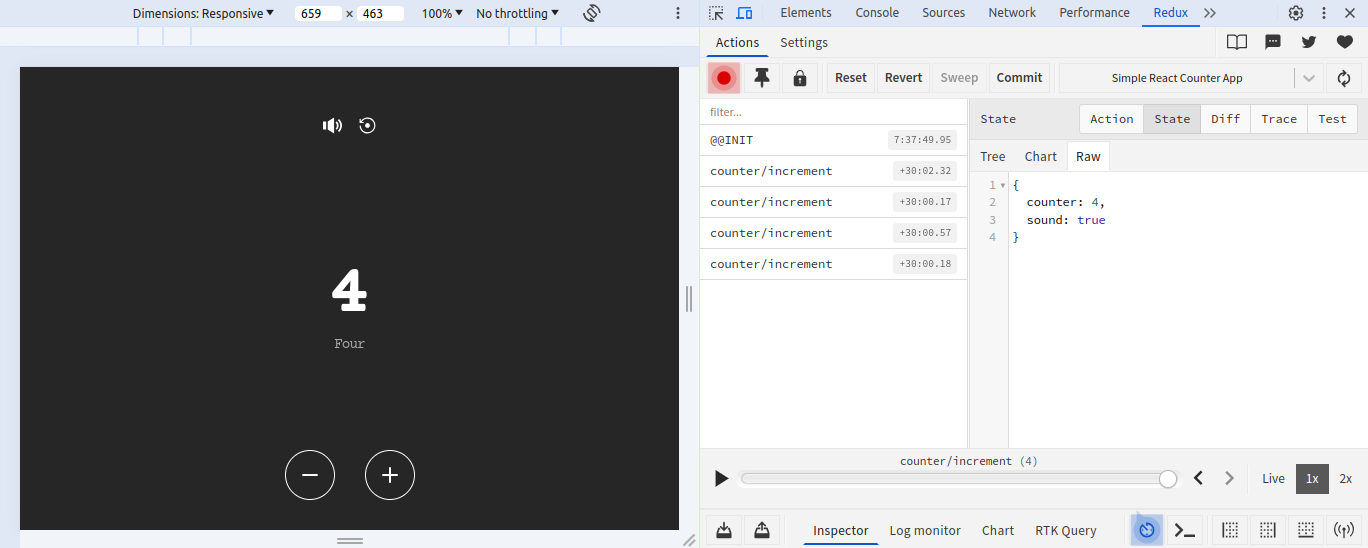 Dimensions: Responsive 659 × 463 100% No throttling
Elements Console Sources Network Performance Redux
Actions Settings
Reset Revert Sweep Commit Simple React Counter App
filter...
@@INIT 7:37:49.95
counter/increment +30:02.32
counter/increment +30:00.17
counter/increment +30:00.57
counter/increment +30:00.18
State Action State Diff Trace Test
Tree Chart Raw
1 {
2 counter: 4,
3 sound: true
4 }
4
Four
counter/increment (4)
Live 1x 2x
Inspector Log monitor Chart RTK Query